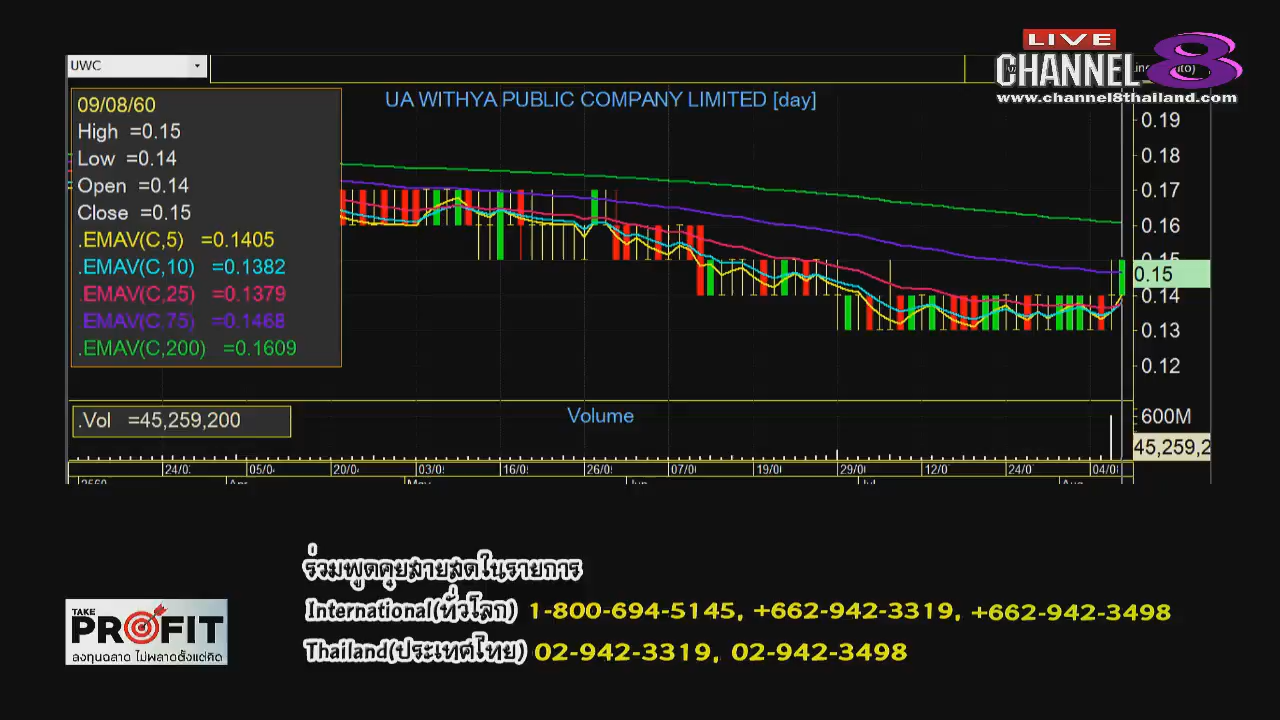 LIVE
CHANNEL 8
www.channel8thailand.com
UWC
UA WITHYA PUBLIC COMPANY LIMITED [day]
09/08/60
High =0.15
Low =0.14
Open =0.14
Close =0.15
.EMAV(C,5) =0.1405
.EMAV(C,10) =0.1382
.EMAV(C,25) =0.1379
.EMAV(C,75) =0.1468
.EMAV(C,200) =0.1609
0.19
0.18
0.17
0.16
0.15
0.15
0.14
0.13
0.12
.Vol =45,259,200
Volume
600M
45,259,2
24/0 05/0 20/0 03/0 16/0 26/0 07/0 19/0 29/0 12/0 24/0 04/0
2560 Apr May Jun Jul Aug
ร่วมพูดคุยสายสดในรายการ
International(ทั่วโลก) 1-800-694-5145, +662-942-3319, +662-942-3498
Thailand(ประเทศไทย) 02-942-3319, 02-942-3498
TAKE
PROFIT
ลงทุนฉลาด ไม่พลาดตั้งแต่คิด